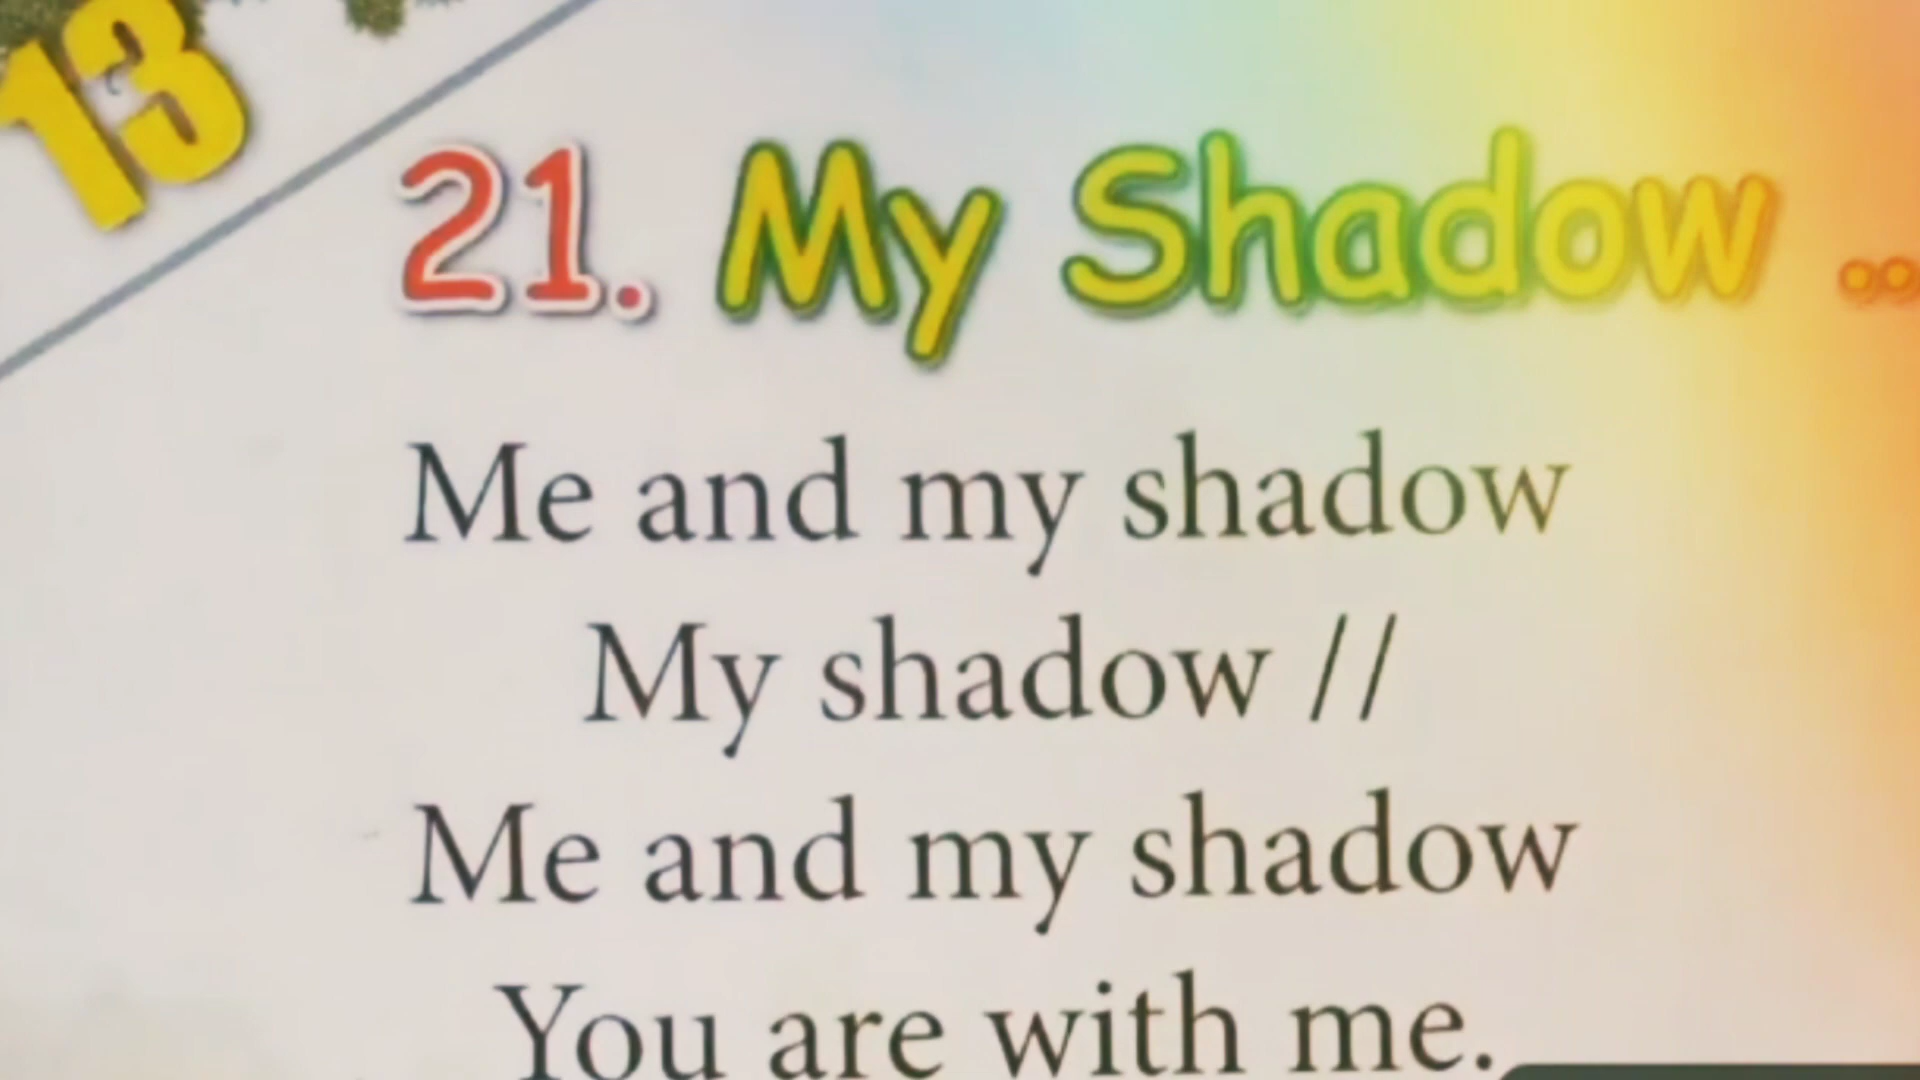 13
21. My Shadow ..
Me and my shadow
My shadow //
Me and my shadow
You are with me.